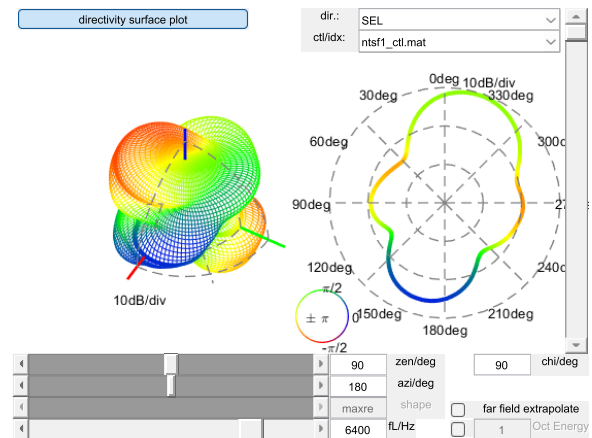 directivity surface plot
dir.: SEL
ctl/idx: ntsf1_ctl.mat
0deg 10dB/div
30deg 330deg
60deg 300d
90deg 27
120deg 240d
150deg 210deg
180deg
π/2
± π 0
-π/2
10dB/div
90 zen/deg 90 chi/deg
180 azi/deg
maxre shape far field extrapolate
6400 fL/Hz 1 Oct Energy